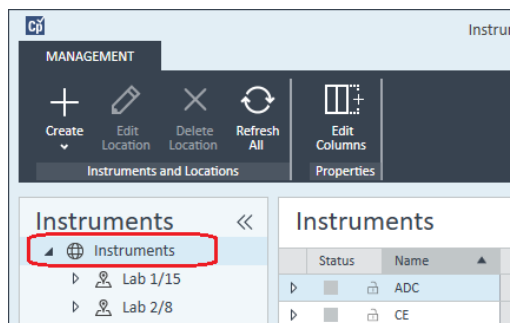 Cp
Instru
MANAGEMENT
Create Edit Location Delete Location Refresh All Edit Columns
Instruments and Locations Properties
Instruments
Instruments
Lab 1/15
Lab 2/8
Instruments
Status Name
ADC
CE